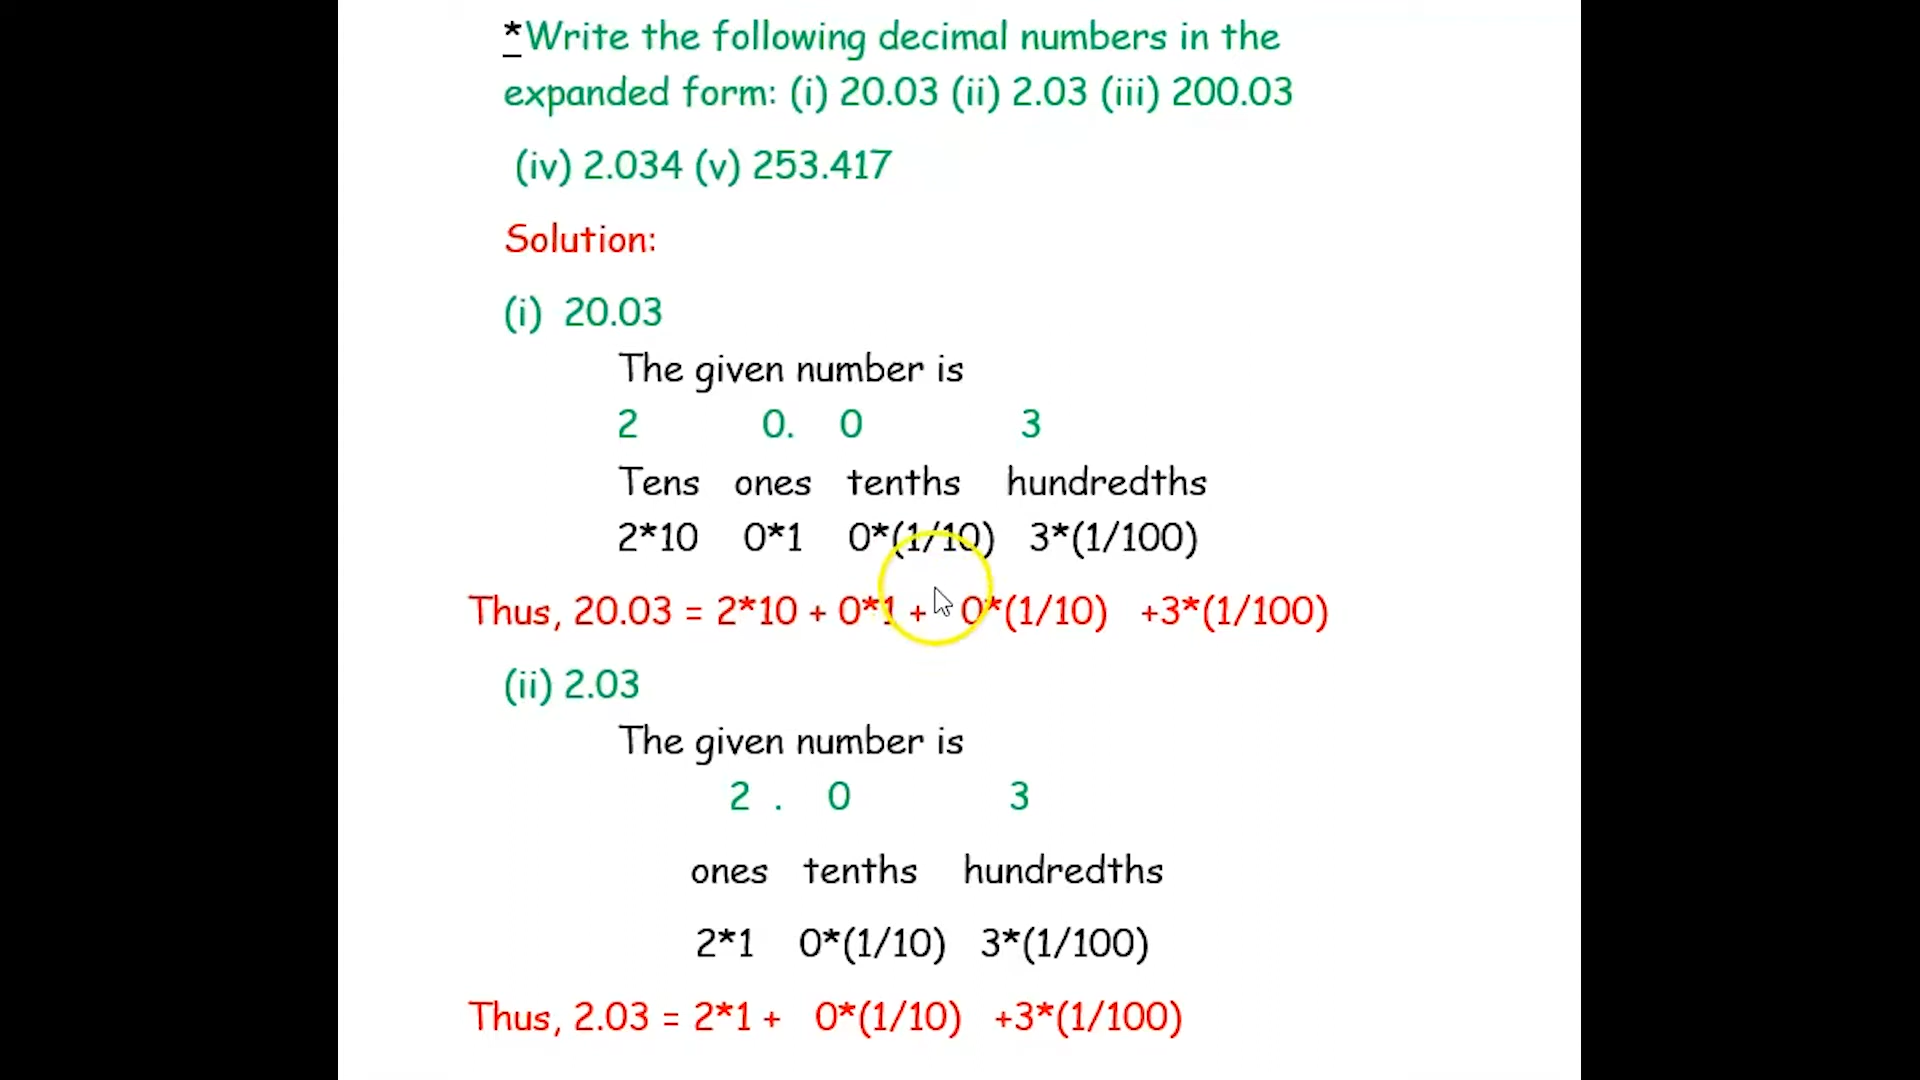 *Write the following decimal numbers in the
expanded form: (i) 20.03 (ii) 2.03 (iii) 200.03
(iv) 2.034 (v) 253.417
Solution:
(i) 20.03
The given number is
2 0. 0 3
Tens ones tenths hundredths
2*10 0*1 0*(1/10) 3*(1/100)
Thus, 20.03 = 2*10 + 0*1 + 0*(1/10) +3*(1/100)
(ii) 2.03
The given number is
2 . 0 3
ones tenths hundredths
2*1 0*(1/10) 3*(1/100)
Thus, 2.03 = 2*1 + 0*(1/10) +3*(1/100)